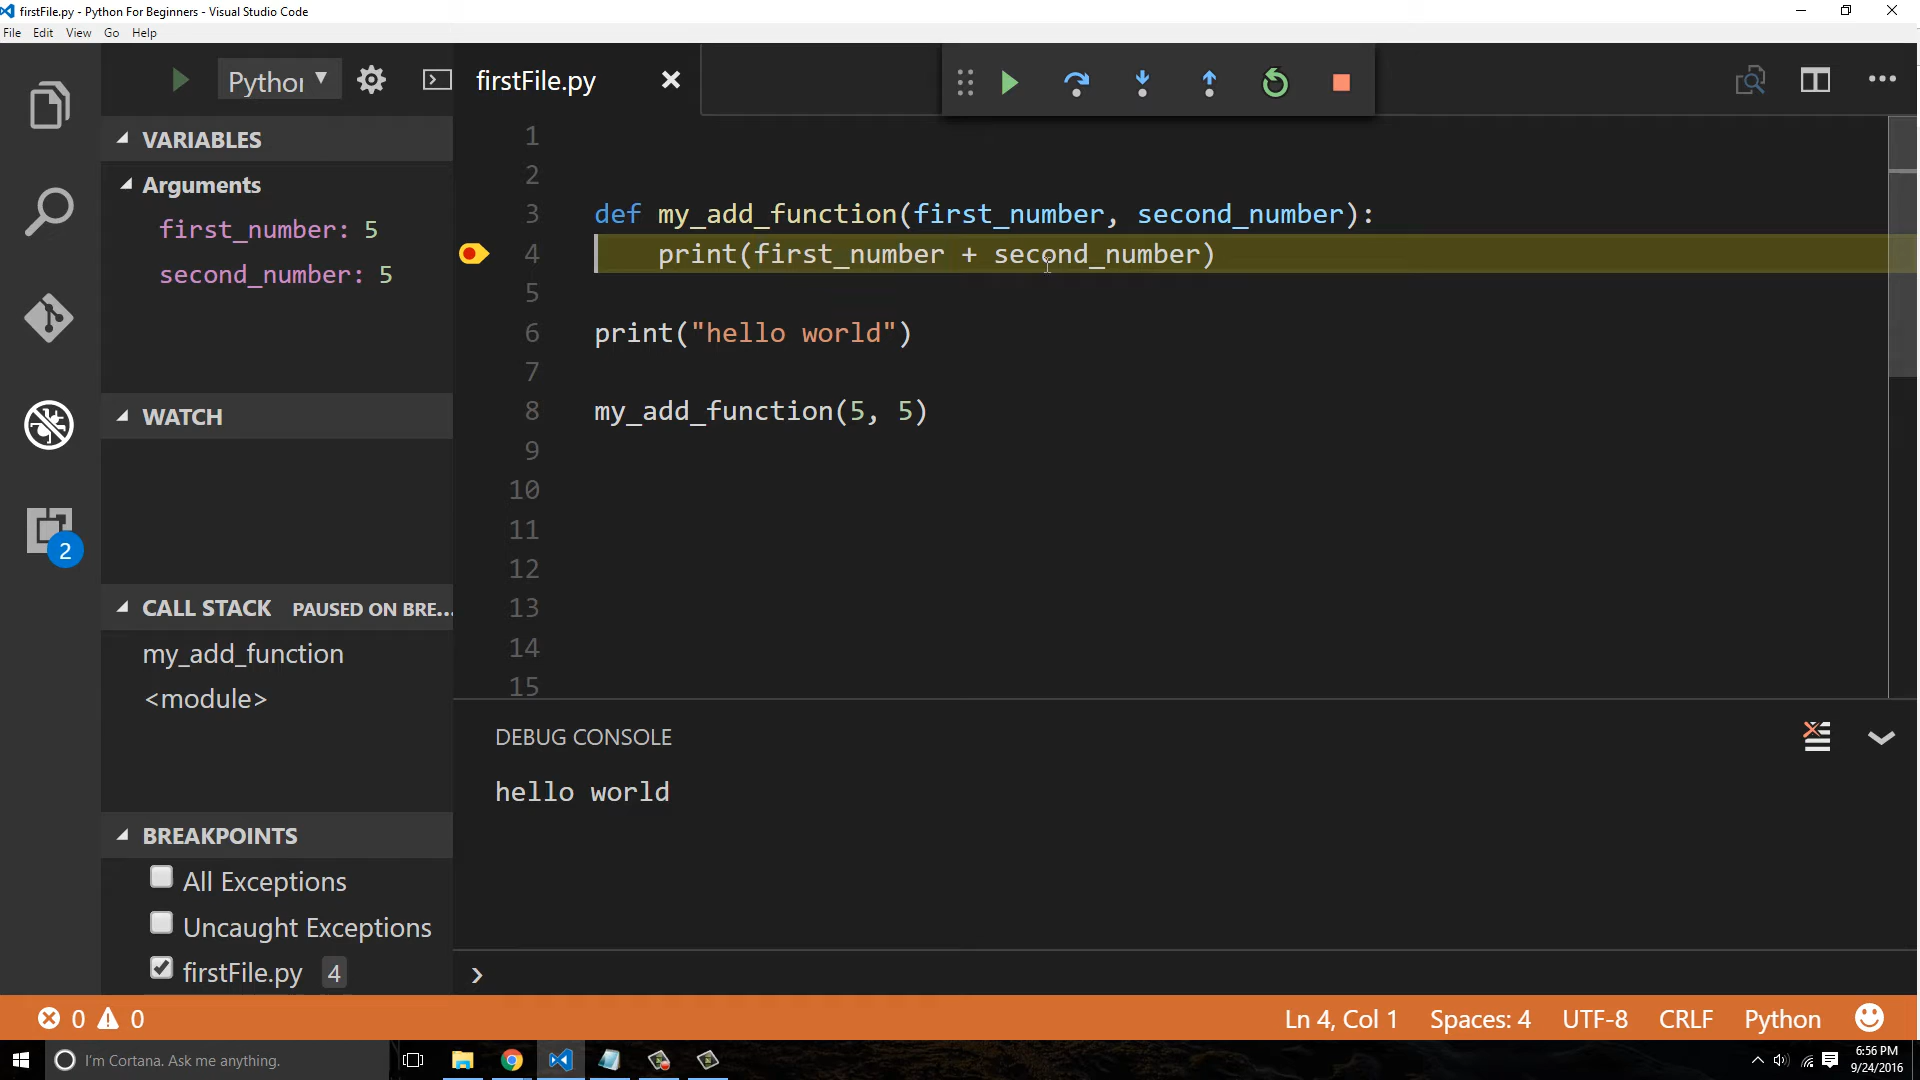 firstFile.py - Python For Beginners - Visual Studio Code
File Edit View Go Help
Pythor
firstFile.py
VARIABLES
Arguments
first_number: 5
second_number: 5
WATCH
CALL STACK PAUSED ON BRE...
my_add_function
<module>
BREAKPOINTS
All Exceptions
Uncaught Exceptions
firstFile.py 4
2
1
2
3 def my_add_function(first_number, second_number):
4 print(first_number + second_number)
5
6 print("hello world")
7
8 my_add_function(5, 5)
9
10
11
12
13
14
15
DEBUG CONSOLE
hello world
0 0 Ln 4, Col 1 Spaces: 4 UTF-8 CRLF Python
I'm Cortana. Ask me anything.
6:56 PM
9/24/2016